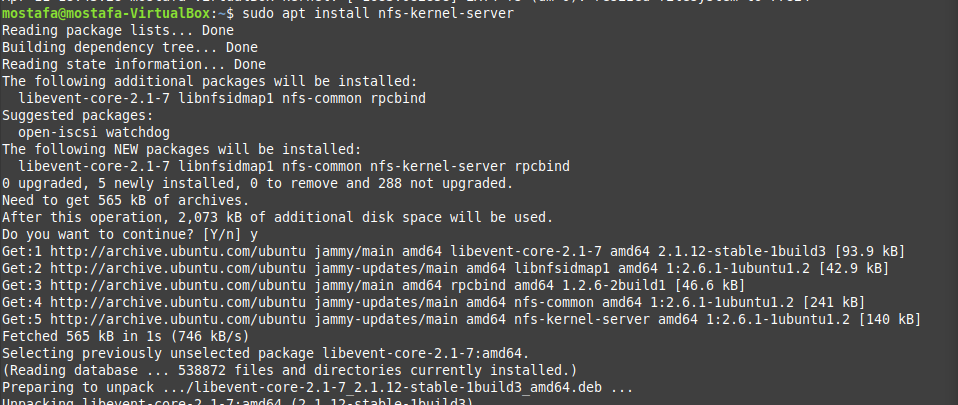 mostafa@mostafa-VirtualBox:~$ sudo apt install nfs-kernel-server
Reading package lists... Done
Building dependency tree... Done
Reading state information... Done
The following additional packages will be installed:
  libevent-core-2.1-7 libnfsidmap1 nfs-common rpcbind
Suggested packages:
  open-iscsi watchdog
The following NEW packages will be installed:
  libevent-core-2.1-7 libnfsidmap1 nfs-common nfs-kernel-server rpcbind
0 upgraded, 5 newly installed, 0 to remove and 288 not upgraded.
Need to get 565 kB of archives.
After this operation, 2,073 kB of additional disk space will be used.
Do you want to continue? [Y/n] y
Get:1 http://archive.ubuntu.com/ubuntu jammy/main amd64 libevent-core-2.1-7 amd64 2.1.12-stable-1build3 [93.9 kB]
Get:2 http://archive.ubuntu.com/ubuntu jammy-updates/main amd64 libnfsidmap1 amd64 1:2.6.1-1ubuntu1.2 [42.9 kB]
Get:3 http://archive.ubuntu.com/ubuntu jammy/main amd64 rpcbind amd64 1.2.6-2build1 [46.6 kB]
Get:4 http://archive.ubuntu.com/ubuntu jammy-updates/main amd64 nfs-common amd64 1:2.6.1-1ubuntu1.2 [241 kB]
Get:5 http://archive.ubuntu.com/ubuntu jammy-updates/main amd64 nfs-kernel-server amd64 1:2.6.1-1ubuntu1.2 [140 kB]
Fetched 565 kB in 1s (746 kB/s)
Selecting previously unselected package libevent-core-2.1-7:amd64.
(Reading database ... 538872 files and directories currently installed.)
Preparing to unpack .../libevent-core-2.1-7_2.1.12-stable-1build3_amd64.deb ...
Unpacking libevent-core-2.1-7:amd64 (2.1.12-stable-1build3)